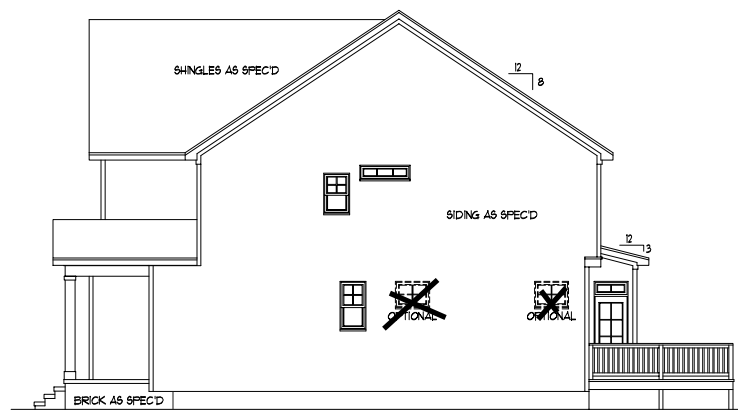 12
SHINGLES AS SPEC'D
8
SIDING AS SPEC'D
12
3
OPTIONAL
OPTIONAL
BRICK AS SPEC'D